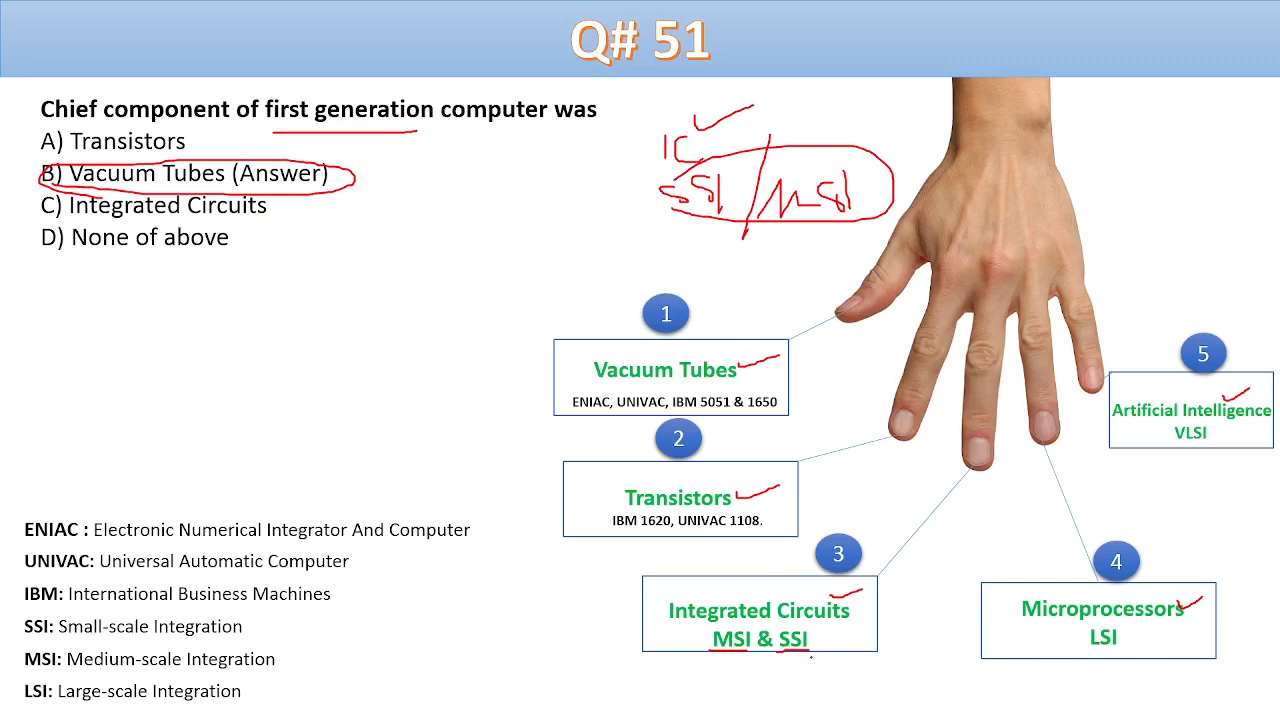 Q# 51
Chief component of first generation computer was
A) Transistors
B) Vacuum Tubes (Answer)
C) Integrated Circuits
D) None of above
IC
SSI / MSI
1
Vacuum Tubes
ENIAC, UNIVAC, IBM 5051 & 1650
2
Transistors
IBM 1620, UNIVAC 1108.
3
Integrated Circuits
MSI & SSI
4
Microprocessors
LSI
5
Artificial Intelligence
VLSI
ENIAC : Electronic Numerical Integrator And Computer
UNIVAC: Universal Automatic Computer
IBM: International Business Machines
SSI: Small-scale Integration
MSI: Medium-scale Integration
LSI: Large-scale Integration